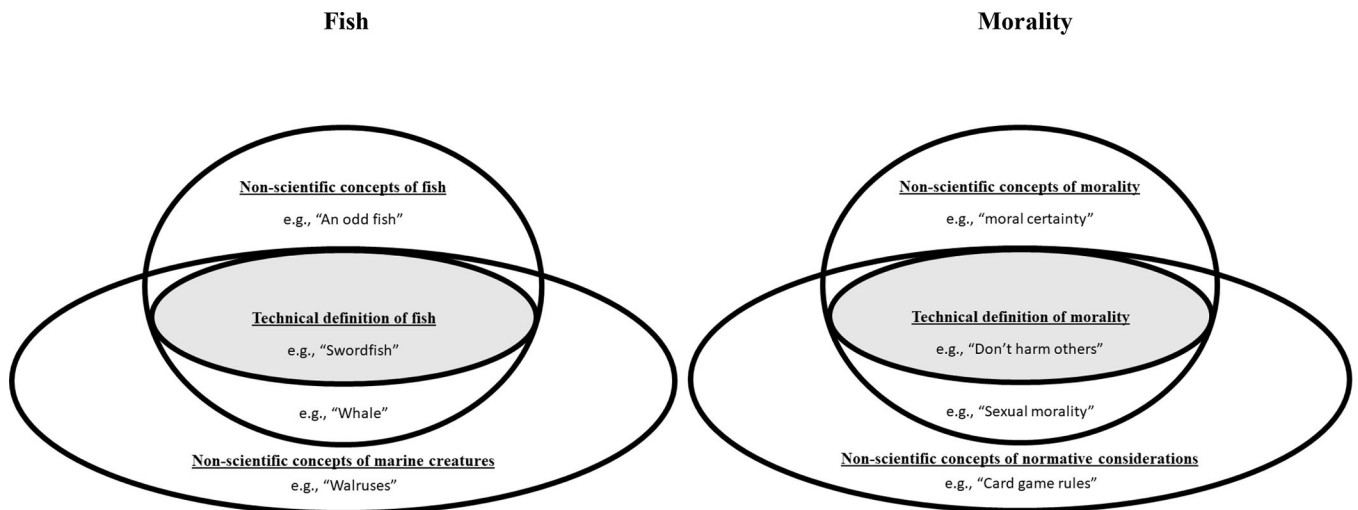 Fish
Non-scientific concepts of fish
e.g., “An odd fish”
Technical definition of fish
e.g., “Swordfish”
e.g., “Whale”
Non-scientific concepts of marine creatures
e.g., “Walruses”
Morality
Non-scientific concepts of morality
e.g., “moral certainty”
Technical definition of morality
e.g., “Don’t harm others”
e.g., “Sexual morality”
Non-scientific concepts of normative considerations
e.g., “Card game rules”